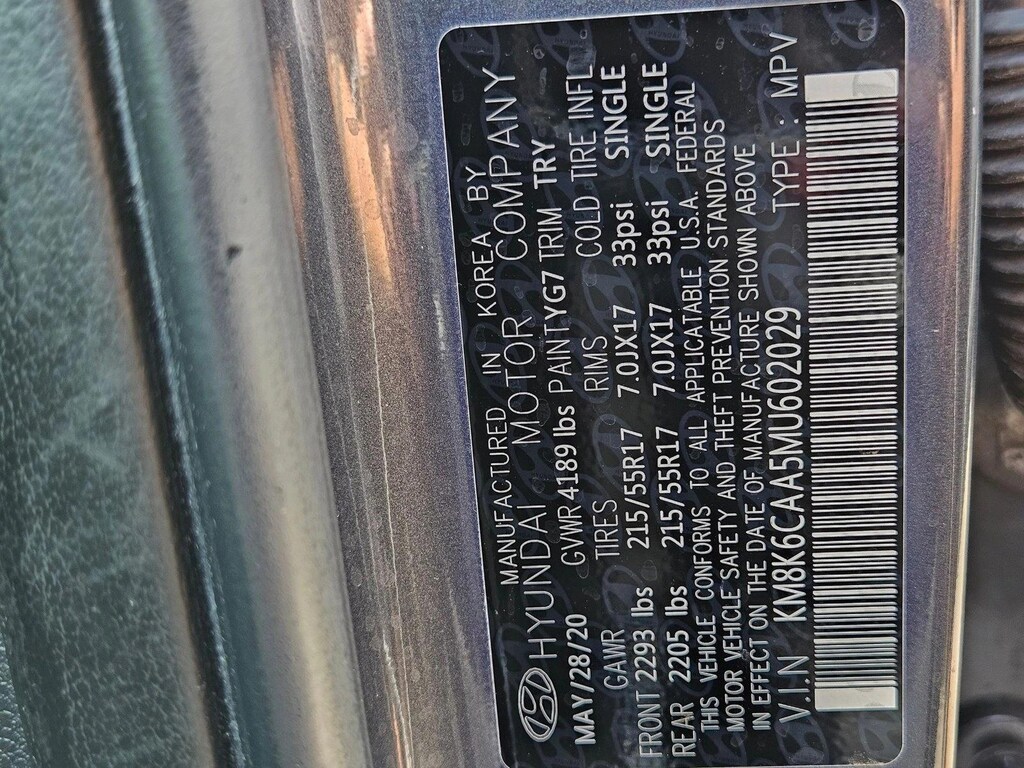 MANUFACTURED IN KOREA BY
HYUNDAI MOTOR COMPANY
MAY/28/20 GVWR 4189 lbs PAINT YG7 TRIM TRY
GAWR TIRES RIMS COLD TIRE INFL
FRONT 2293 lbs 215/55R17 7.0JX17 33psi SINGLE
REAR 2205 lbs 215/55R17 7.0JX17 33psi SINGLE
THIS VEHICLE CONFORMS TO ALL APPLICATABLE U.S.A. FEDERAL
MOTOR VEHICLE SAFETY AND THEFT PREVENTION STANDARDS
IN EFFECT ON THE DATE OF MANUFACTURE SHOWN ABOVE
V.I.N KM8K6CAA5MU602029 TYPE : MPV